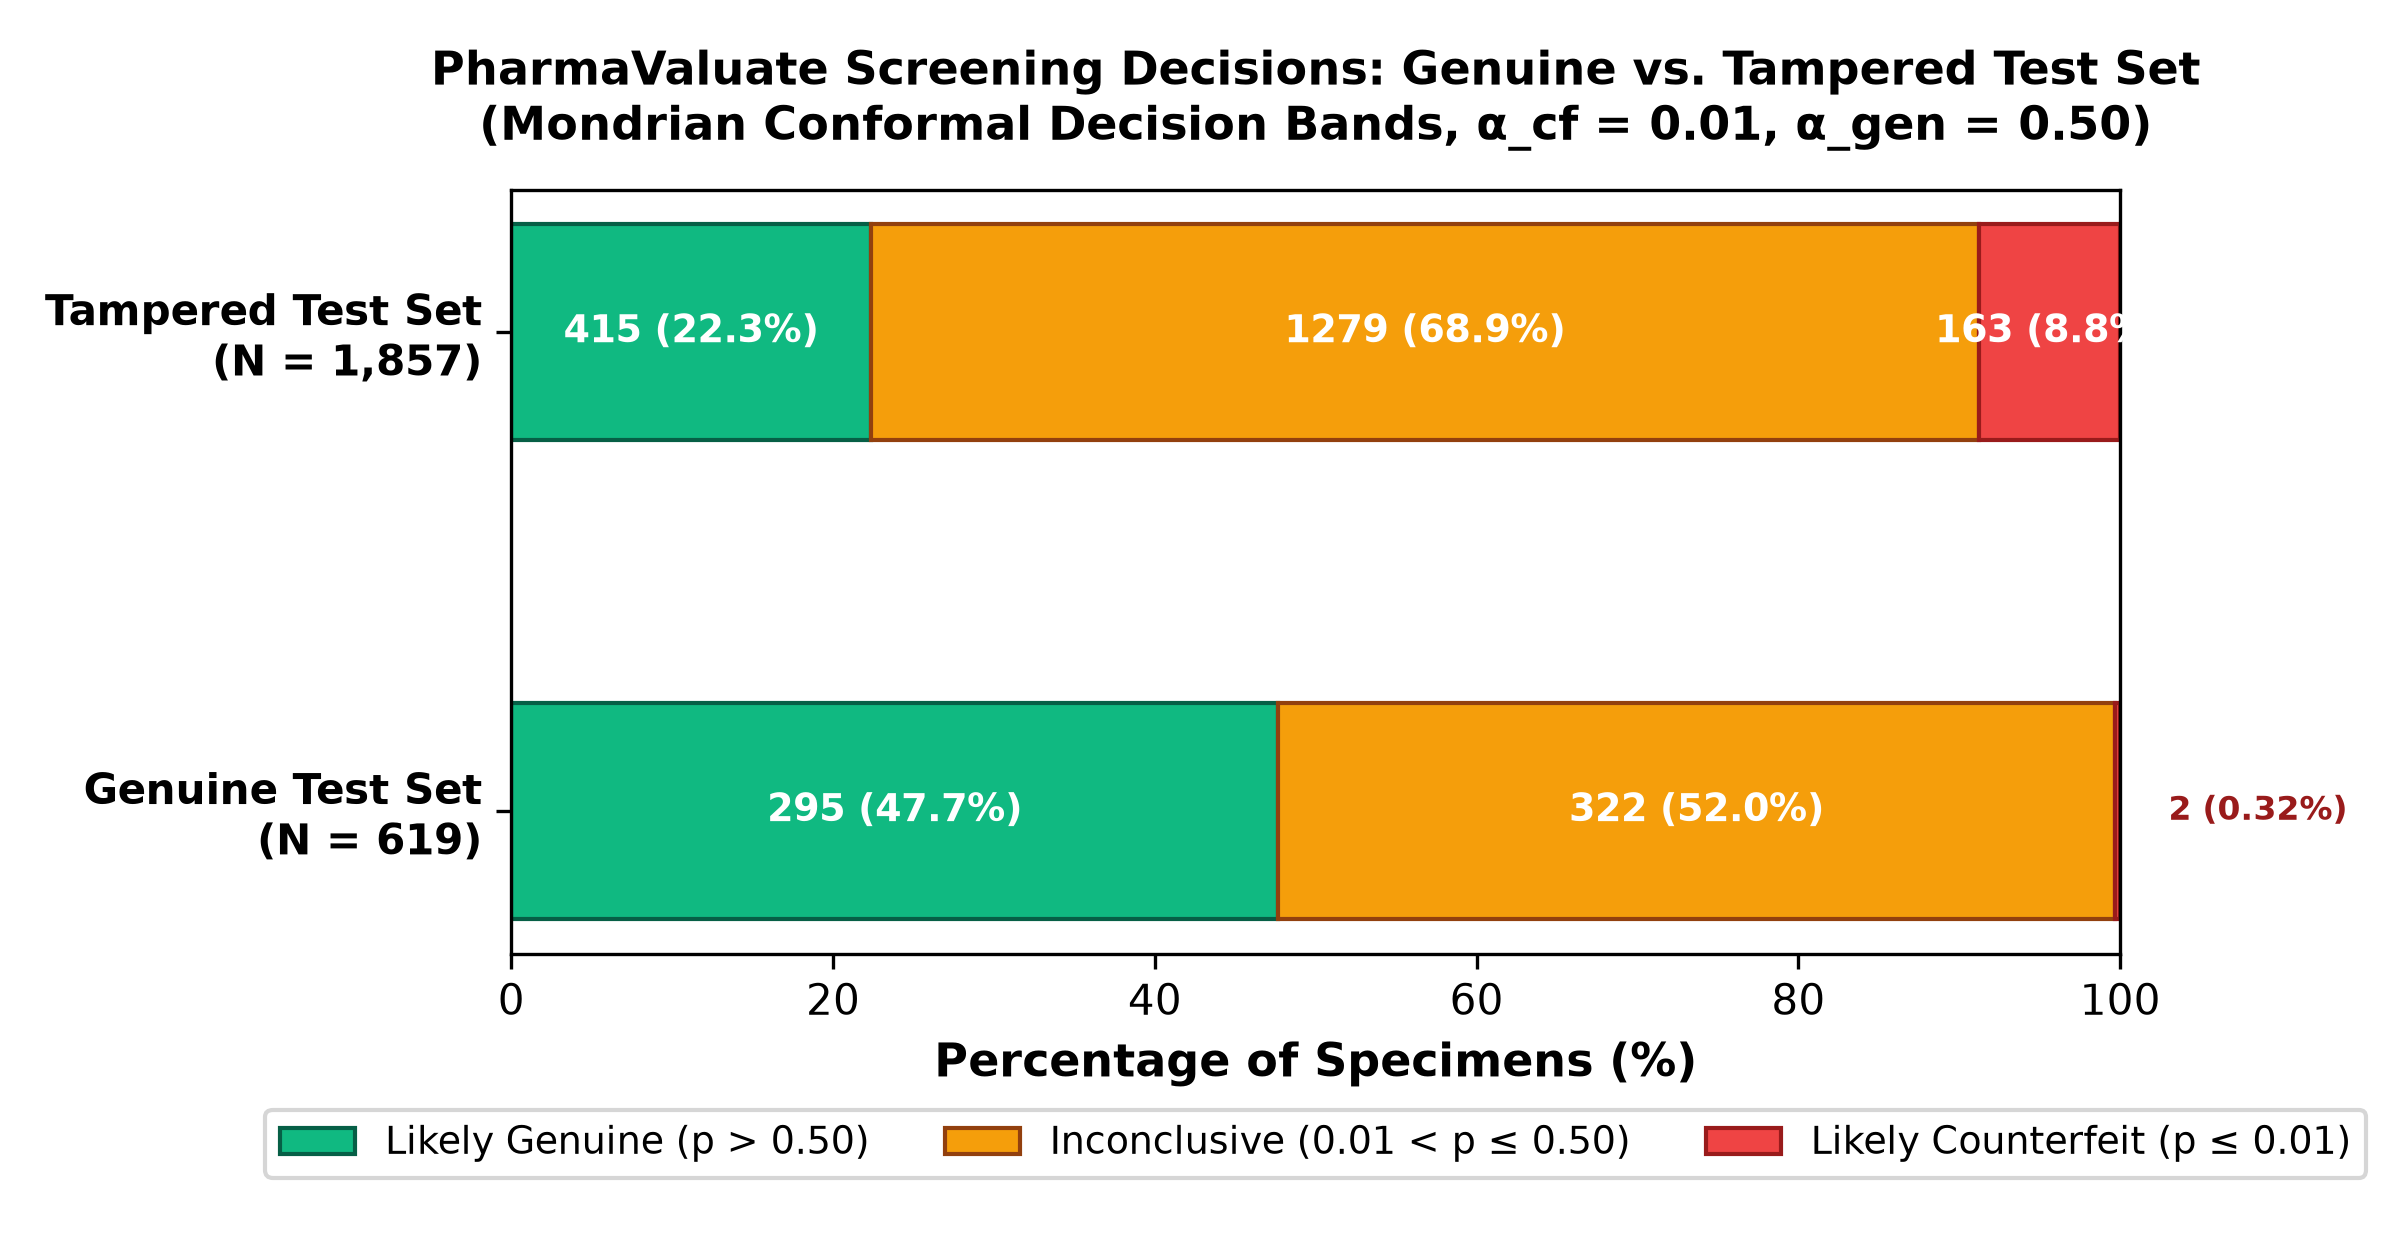 PharmaValuate Screening Decisions: Genuine vs. Tampered Test Set
(Mondrian Conformal Decision Bands, α_cf = 0.01, α_gen = 0.50)
Tampered Test Set
(N = 1,857)
415 (22.3%)
1279 (68.9%)
163 (8.8%
Genuine Test Set
(N = 619)
295 (47.7%)
322 (52.0%)
2 (0.32%)
0
20
40
60
80
100
Percentage of Specimens (%)
Likely Genuine (p > 0.50)
Inconclusive (0.01 < p ≤ 0.50)
Likely Counterfeit (p ≤ 0.01)